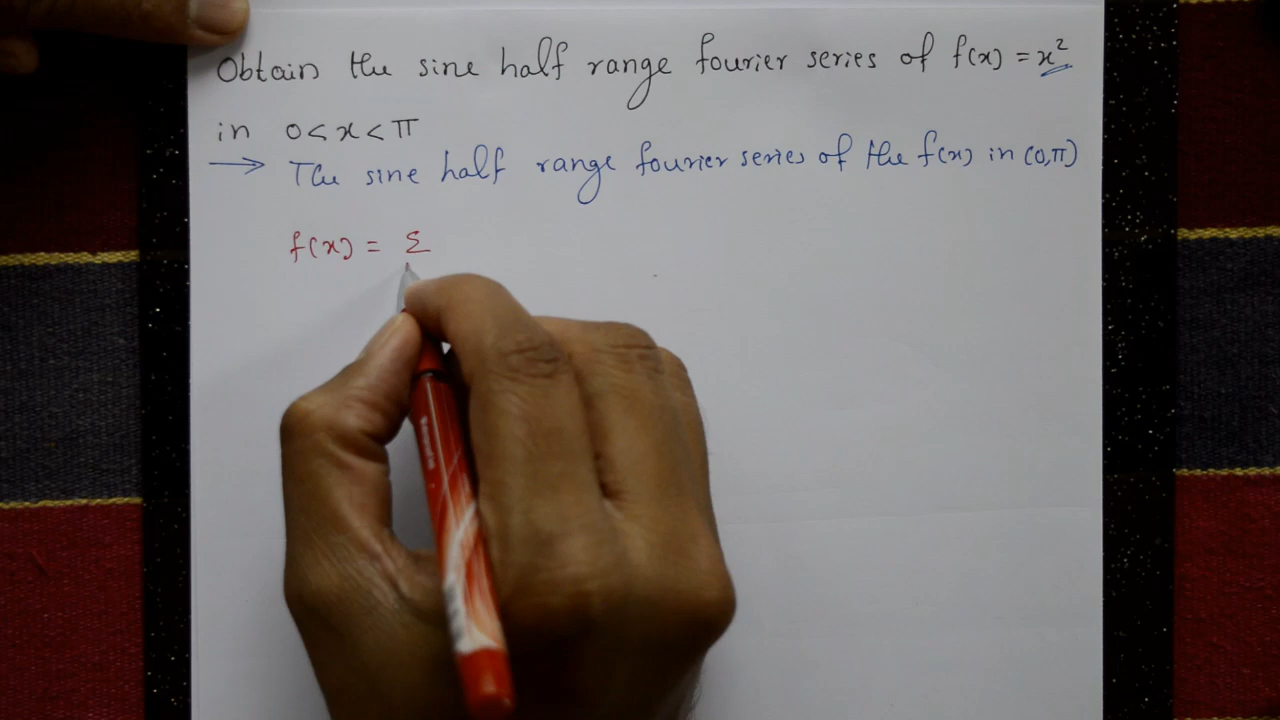 Obtain the sine half range fourier series of f(x) = x²
in 0 < x < π
→ The sine half range fourier series of the f(x) in (0,π)
f(x) = Σ